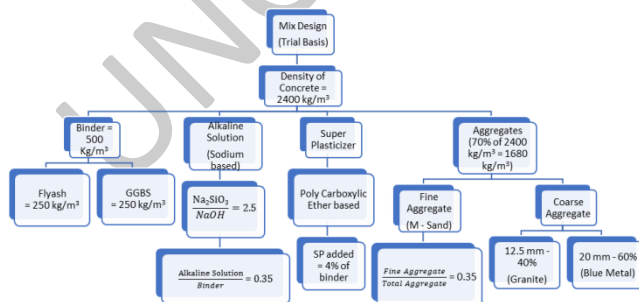 UNC
Mix Design
(Trial Basis)
Density of
Concrete =
2400 kg/m³
Binder =
500
Kg/m³
Alkaline
Solution
(Sodium
based)
Super
Plasticizer
Aggregates
(70% of 2400
kg/m³ = 1680
kg/m³)
Flyash
= 250 kg/m³
GGBS
= 250 kg/m³
Na₂SiO₃/NaOH = 2.5
Poly Carboxylic
Ether based
Fine
Aggregate
(M - Sand)
Coarse
Aggregate
Alkaline Solution/Binder = 0.35
SP added
= 4% of
binder
Fine Aggregate/Total Aggregate = 0.35
12.5 mm -
40%
(Granite)
20 mm - 60%
(Blue Metal)